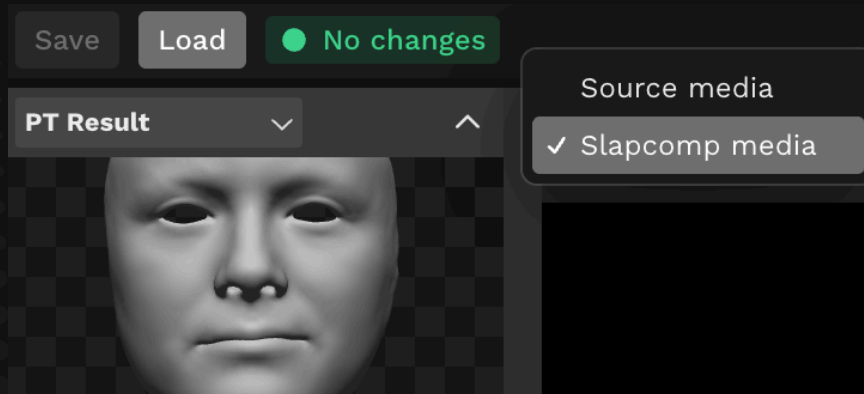 Save
Load
No changes
Source media
Slapcomp media
PT Result